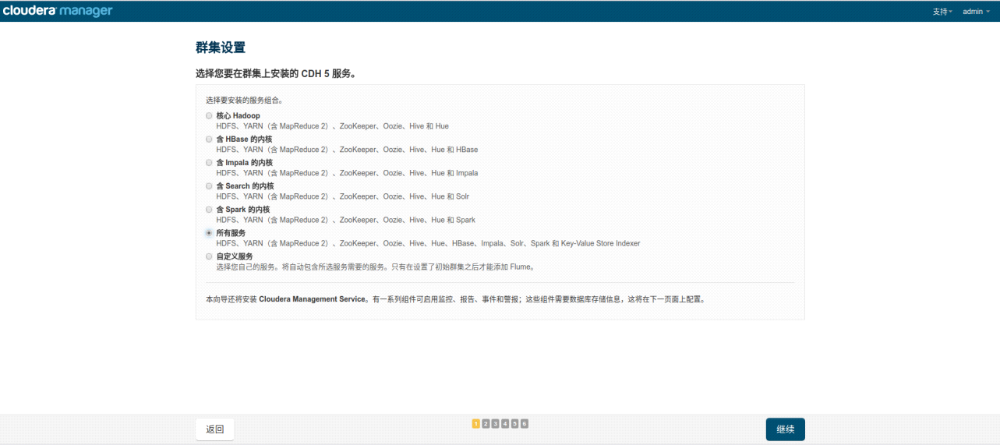 cloudera manager
支持 admin
群集设置
选择您要在群集上安装的 CDH 5 服务。
选择要安装的服务组合。
核心 Hadoop
HDFS、YARN（含 MapReduce 2）、ZooKeeper、Oozie、Hive 和 Hue
含 HBase 的内核
HDFS、YARN（含 MapReduce 2）、ZooKeeper、Oozie、Hive、Hue 和 HBase
含 Impala 的内核
HDFS、YARN（含 MapReduce 2）、ZooKeeper、Oozie、Hive、Hue 和 Impala
含 Search 的内核
HDFS、YARN（含 MapReduce 2）、ZooKeeper、Oozie、Hive、Hue 和 Solr
含 Spark 的内核
HDFS、YARN（含 MapReduce 2）、ZooKeeper、Oozie、Hive、Hue 和 Spark
所有服务
HDFS、YARN（含 MapReduce 2）、ZooKeeper、Oozie、Hive、Hue、HBase、Impala、Solr、Spark 和 Key-Value Store Indexer
自定义服务
选择您自己的服务。将自动包含所选服务需要的服务。只有在设置了初始群集之后才能添加 Flume。
本向导还将安装 Cloudera Management Service。有一系列组件可启用监控、报告、事件和警报；这些组件需要数据库存储信息，这将在下一页面上配置。
返回 1 2 3 4 5 6 继续